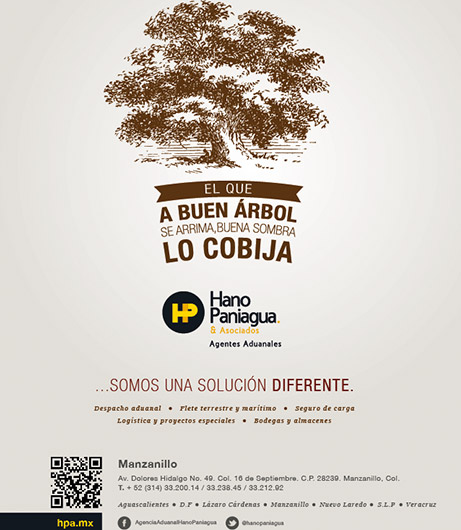 EL QUE
A BUEN ÁRBOL
SE ARRIMA, BUENA SOMBRA
LO COBIJA
HP
Hano
Paniagua.
& Asociados
Agentes Aduanales
...SOMOS UNA SOLUCIÓN DIFERENTE.
Despacho aduanal • Flete terrestre y marítimo • Seguro de carga
Logística y proyectos especiales • Bodegas y almacenes
Manzanillo
Av. Dolores Hidalgo No. 49. Col. 16 de Septiembre. C.P. 28239. Manzanillo, Col.
T. + 52 (314) 33.200.14 / 33.238.45 / 33.212.92
Aguascalientes • D.F • Lázaro Cárdenas • Manzanillo • Nuevo Laredo • S.L.P • Veracruz
hpa.mx
f AgenciaAduanalHanoPaniagua @hanopaniagua